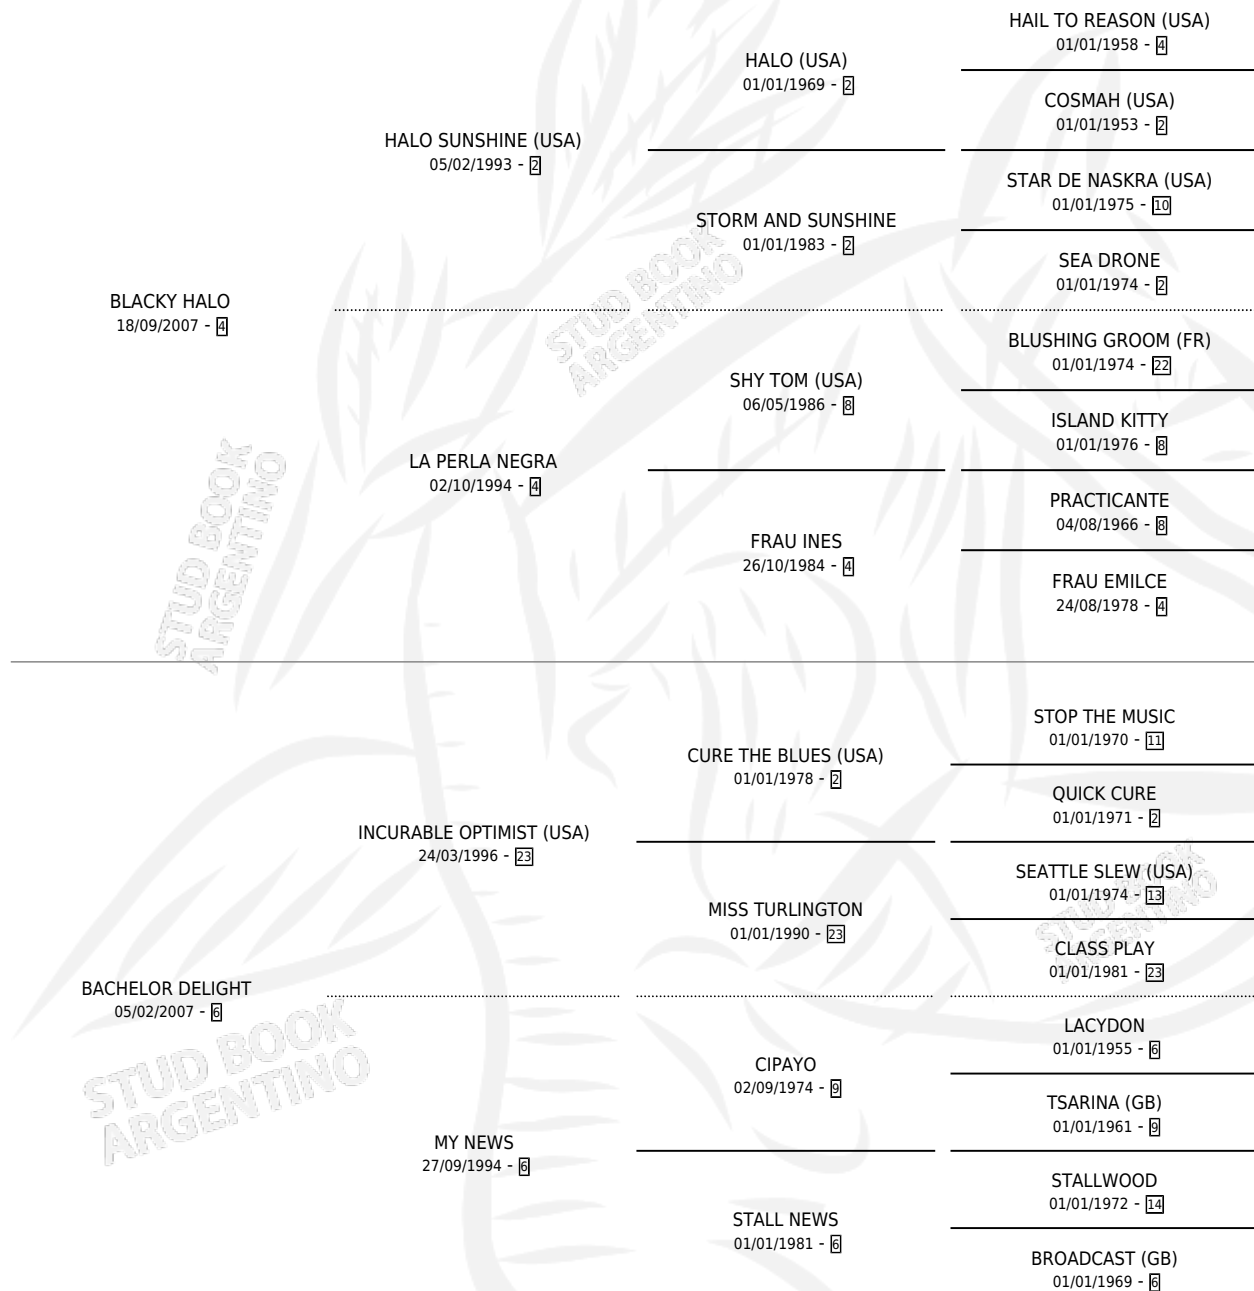 HAIL TO REASON (USA)
01/01/1958 - 4
HALO (USA)
01/01/1969 - 2
COSMAH (USA)
01/01/1953 - 2
HALO SUNSHINE (USA)
05/02/1993 - 2
STAR DE NASKRA (USA)
01/01/1975 - 10
STORM AND SUNSHINE
01/01/1983 - 2
SEA DRONE
01/01/1974 - 2
BLACKY HALO
18/09/2007 - 4
BLUSHING GROOM (FR)
01/01/1974 - 22
SHY TOM (USA)
06/05/1986 - 8
ISLAND KITTY
01/01/1976 - 8
LA PERLA NEGRA
02/10/1994 - 4
PRACTICANTE
04/08/1966 - 8
FRAU INES
26/10/1984 - 4
FRAU EMILCE
24/08/1978 - 4
STOP THE MUSIC
01/01/1970 - 11
CURE THE BLUES (USA)
01/01/1978 - 2
QUICK CURE
01/01/1971 - 2
INCURABLE OPTIMIST (USA)
24/03/1996 - 23
SEATTLE SLEW (USA)
01/01/1974 - 13
MISS TURLINGTON
01/01/1990 - 23
CLASS PLAY
01/01/1981 - 23
BACHELOR DELIGHT
05/02/2007 - 6
LACYDON
01/01/1955 - 6
CIPAYO
02/09/1974 - 9
TSARINA (GB)
01/01/1961 - 9
MY NEWS
27/09/1994 - 6
STALLWOOD
01/01/1972 - 14
STALL NEWS
01/01/1981 - 6
BROADCAST (GB)
01/01/1969 - 6
STUD BOOK
ARGENTINO
STUD BOOK
ARGENTINO
STUD BOOK
ARGENTINO
STUD BOOK
ARGENTINO